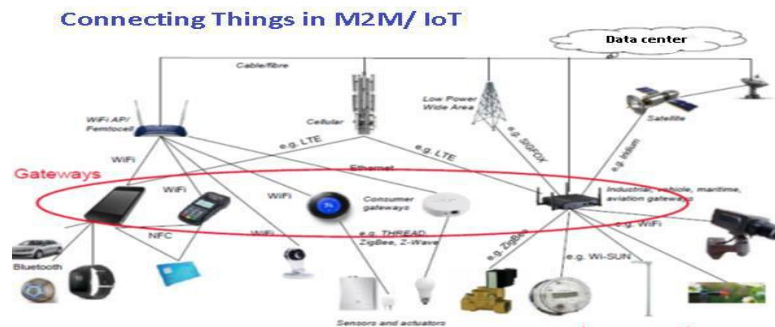 Connecting Things in M2M/ IoT
Data center
Cable/fibre
Low Power
Wide Area
WiFi AP/
Femtocell
Cellular
Satellite
e.g. LTE
e.g. LTE
e.g. SIGFOX
e.g. Iridium
WiFi
Ethernet
Gateways
WiFi
WiFi
Consumer
gateways
Industrial, vehicle, maritime,
aviation gateways
NFC
WiFi
e.g. THREAD,
ZigBee, Z-Wave
e.g. ZigBee
e.g. WiFi
Bluetooth
e.g. Wi-SUN
Sensors and actuators